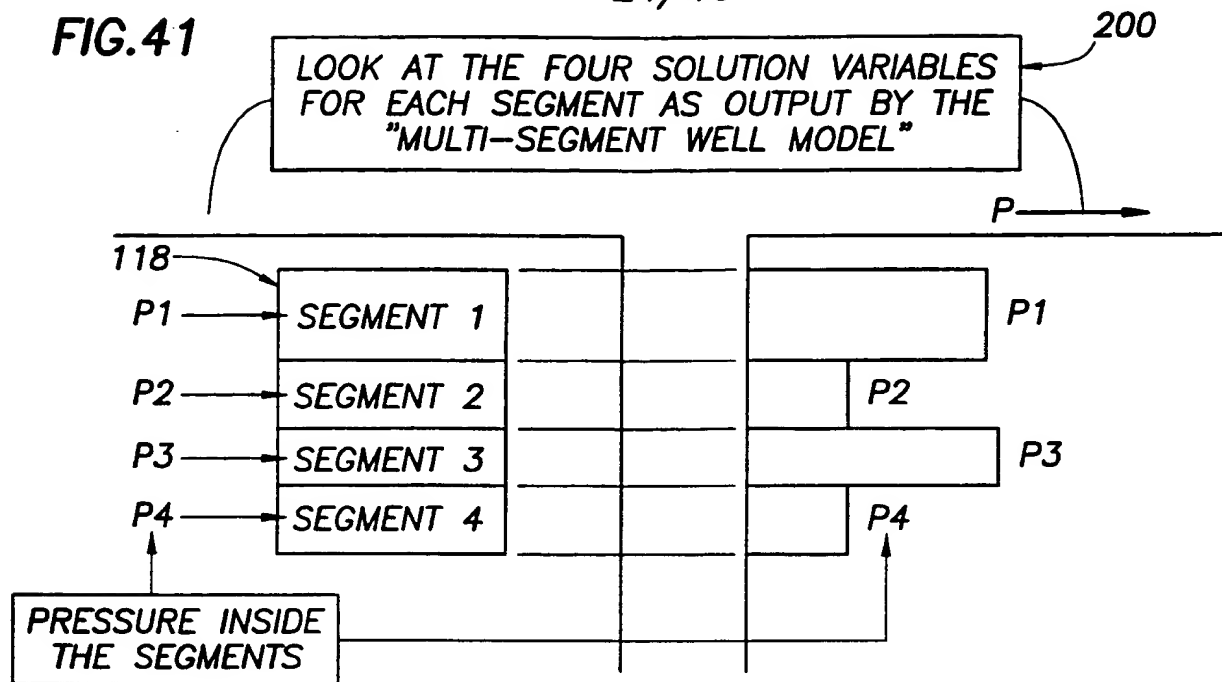 FIG.41
200
LOOK AT THE FOUR SOLUTION VARIABLES
FOR EACH SEGMENT AS OUTPUT BY THE
"MULTI-SEGMENT WELL MODEL"
P
118
P1 SEGMENT 1 P1
P2 SEGMENT 2 P2
P3 SEGMENT 3 P3
P4 SEGMENT 4 P4
PRESSURE INSIDE
THE SEGMENTS